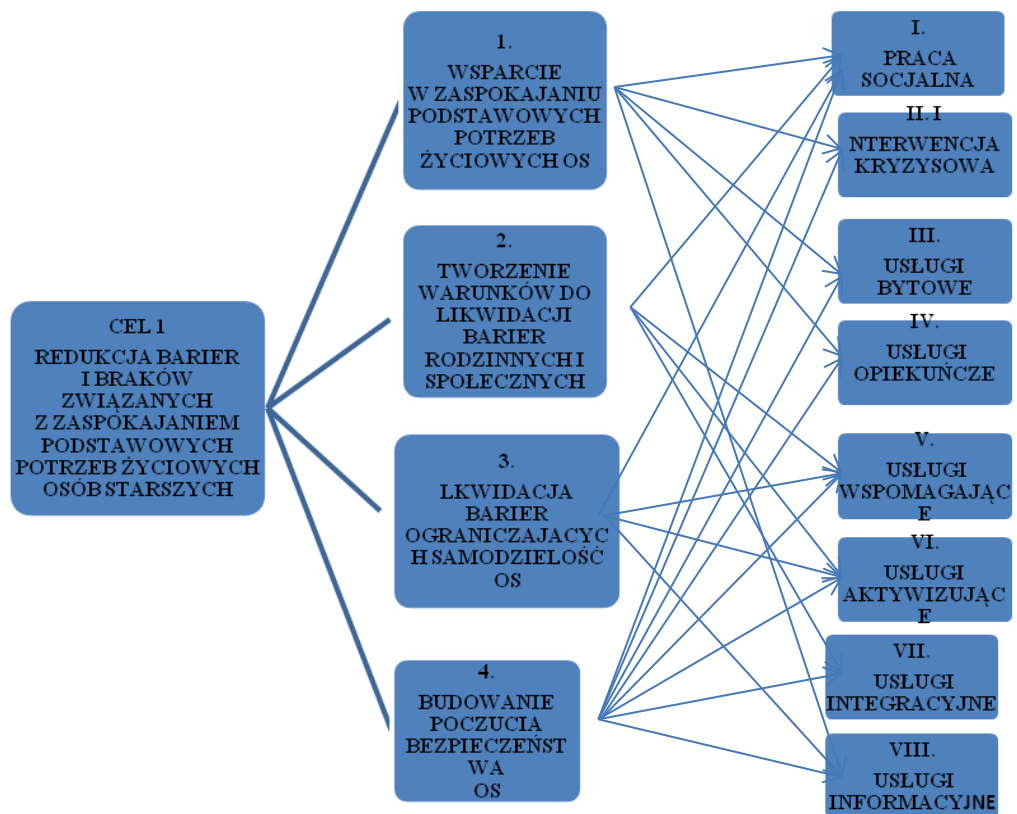 CEL 1
REDUKCJA BARIER
I BRAKÓW
ZWIĄZANYCH
Z ZASPOKAJANIEM
PODSTAWOWYCH
POTRZEB ŻYCIOWYCH
OSÓB STARSZYCH
1.
WSPARCIE
W ZASPOKAJANIU
PODSTAWOWYCH
POTRZEB
ŻYCIOWYCH OS
2.
TWORZENIE
WARUNKÓW DO
LIKWIDACJI
BARIER
RODZINNYCH I
SPOŁECZNYCH
3.
LKWIDACJA
BARIER
OGRANICZAJACYC
H SAMODZIELOŚĆ
OS
4.
BUDOWANIE
POCZUCIA
BEZPIECZEŃST
WA
OS
I.
PRACA
SOCJALNA
II. I
NTERWENCJA
KRYZYSOWA
III.
USŁUGI
BYTOWE
IV.
USŁUGI
OPIEKUŃCZE
V.
USŁUGI
WSPOMAGAJĄC
E
VI.
USŁUGI
AKTYWIZUJĄC
E
VII.
USŁUGI
INTEGRACYJNE
VIII.
USŁUGI
INFORMACYJNE